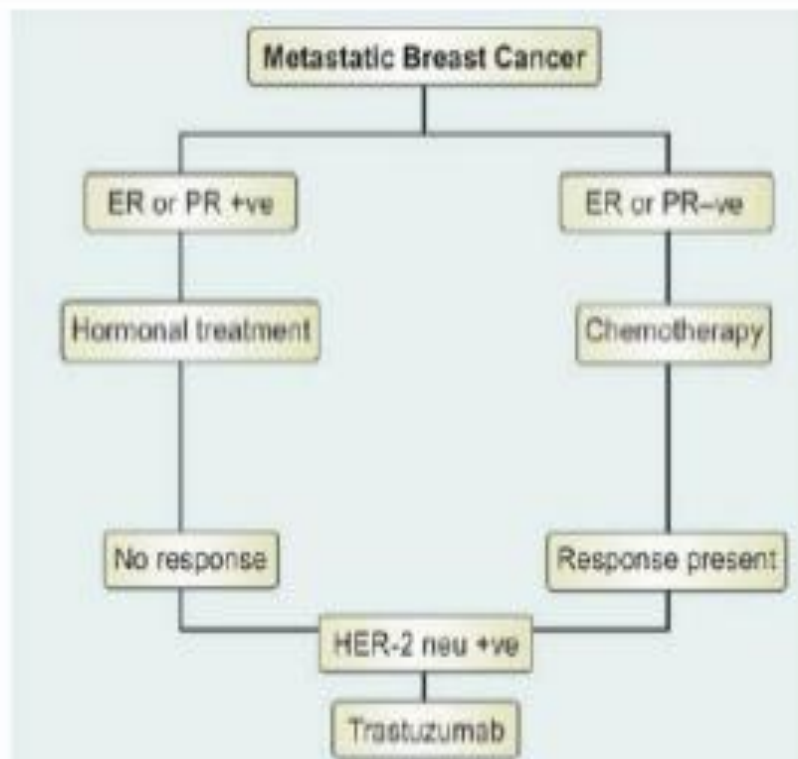 Metastatic Breast Cancer
ER or PR +ve
ER or PR–ve
Hormonal treatment
Chemotherapy
No response
Response present
HER-2 neu +ve
Trastuzumab